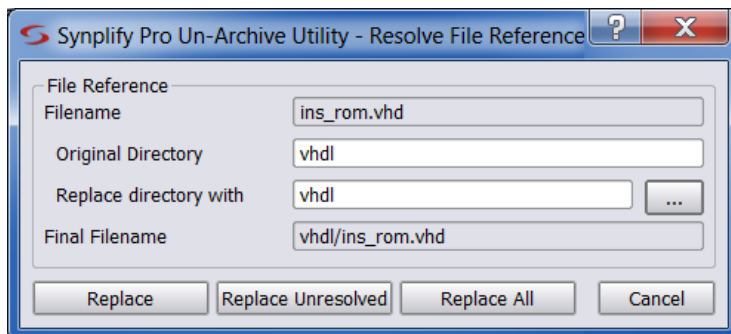 Synplify Pro Un-Archive Utility - Resolve File Reference
File Reference
Filename ins_rom.vhd
Original Directory vhdl
Replace directory with vhdl ...
Final Filename vhdl/ins_rom.vhd
Replace Replace Unresolved Replace All Cancel